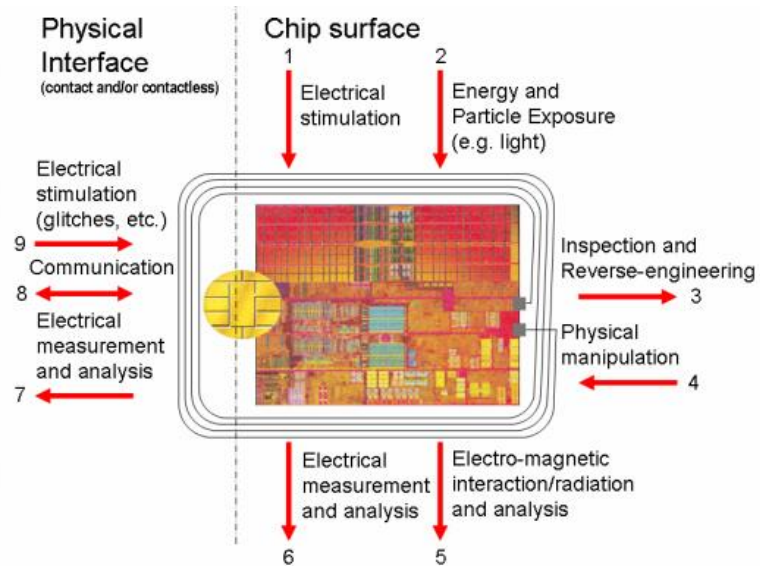 Physical
Interface
(contact and/or contactless)
Chip surface
1
Electrical
stimulation
2
Energy and
Particle Exposure
(e.g. light)
Electrical
stimulation
(glitches, etc.)
9
Communication
8
Electrical
measurement
and analysis
7
Inspection and
Reverse-engineering
3
Physical
manipulation
4
Electrical
measurement
and analysis
6
Electro-magnetic
interaction/radiation
and analysis
5